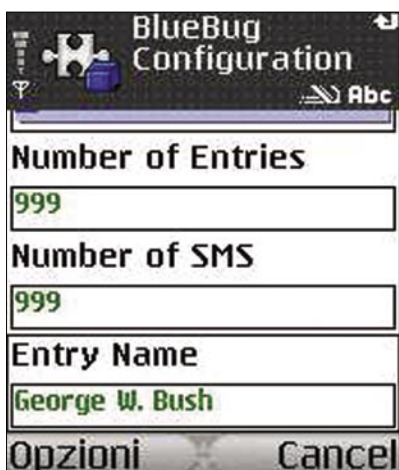 BlueBug
Configuration
Abc
Number of Entries
999
Number of SMS
999
Entry Name
George W. Bush
Opzioni Cancel